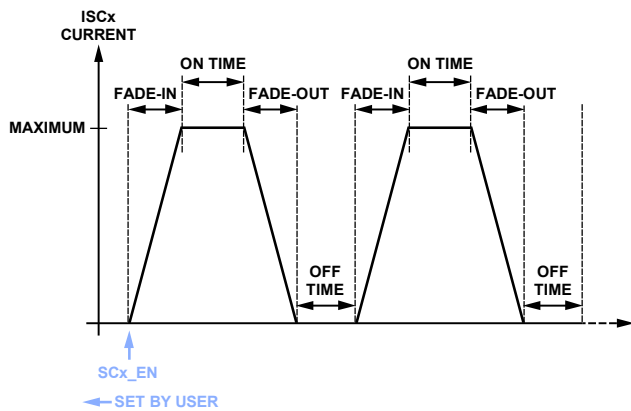 ISCx
CURRENT
ON TIME
ON TIME
FADE-IN
FADE-OUT
FADE-IN
FADE-OUT
MAXIMUM
OFF
TIME
OFF
TIME
SCx_EN
SET BY USER